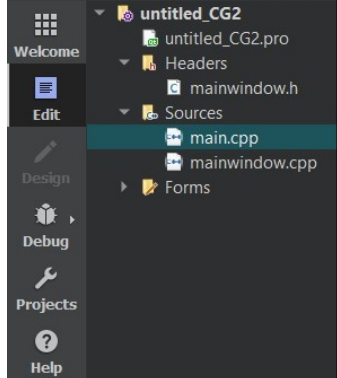 Welcome
Edit
Design
Debug
Projects
Help
untitled_CG2
untitled_CG2.pro
Headers
mainwindow.h
Sources
main.cpp
mainwindow.cpp
Forms